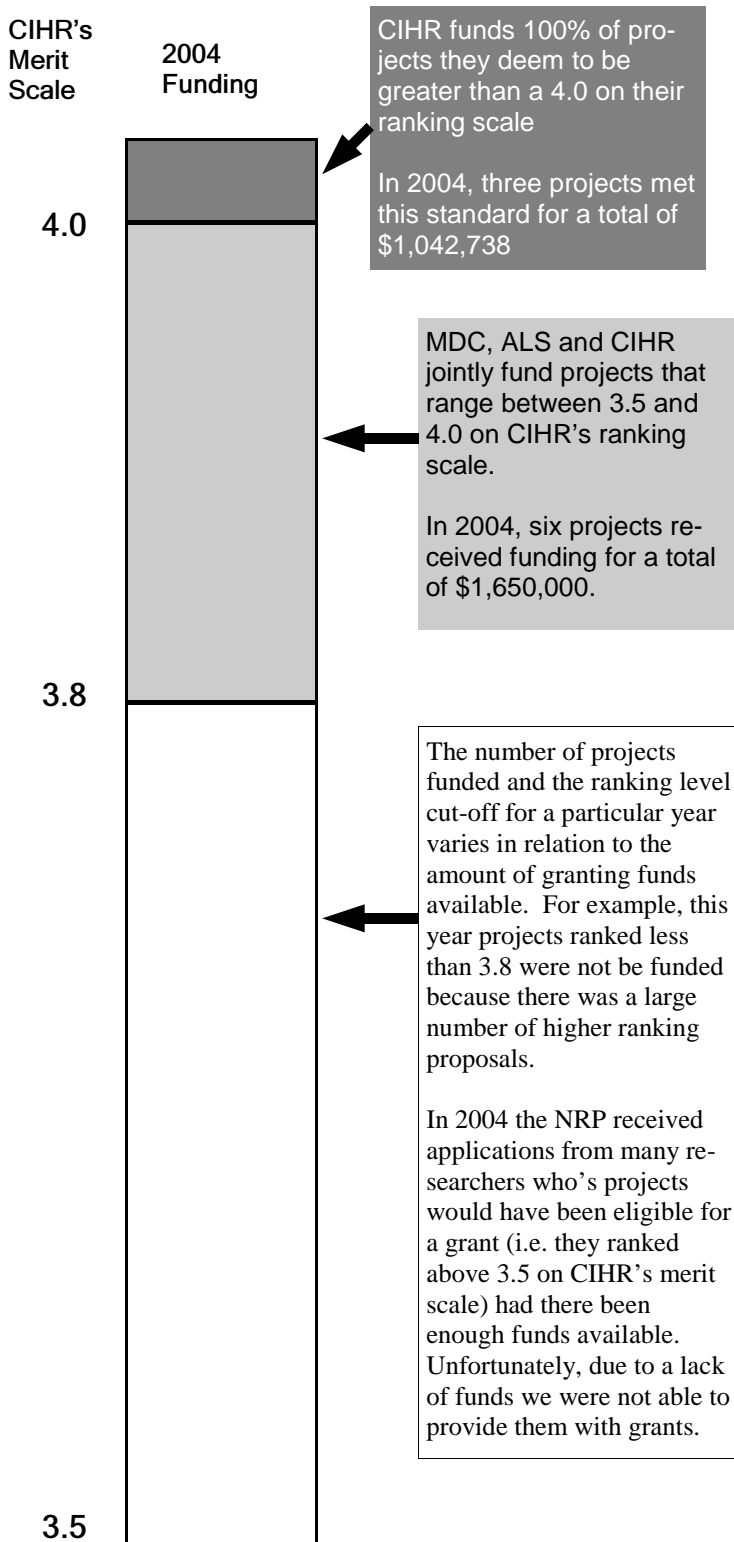 CIHR's
Merit
Scale
2004
Funding
CIHR funds 100% of pro-
jects they deem to be
greater than a 4.0 on their
ranking scale
In 2004, three projects met
this standard for a total of
$1,042,738
4.0
MDC, ALS and CIHR
jointly fund projects that
range between 3.5 and
4.0 on CIHR's ranking
scale.
In 2004, six projects re-
ceived funding for a total
of $1,650,000.
3.8
The number of projects
funded and the ranking level
cut-off for a particular year
varies in relation to the
amount of granting funds
available.  For example, this
year projects ranked less
than 3.8 were not be funded
because there was a large
number of higher ranking
proposals.
In 2004 the NRP received
applications from many re-
searchers who's projects
would have been eligible for
a grant (i.e. they ranked
above 3.5 on CIHR's merit
scale) had there been
enough funds available.
Unfortunately, due to a lack
of funds we were not able to
provide them with grants.
3.5